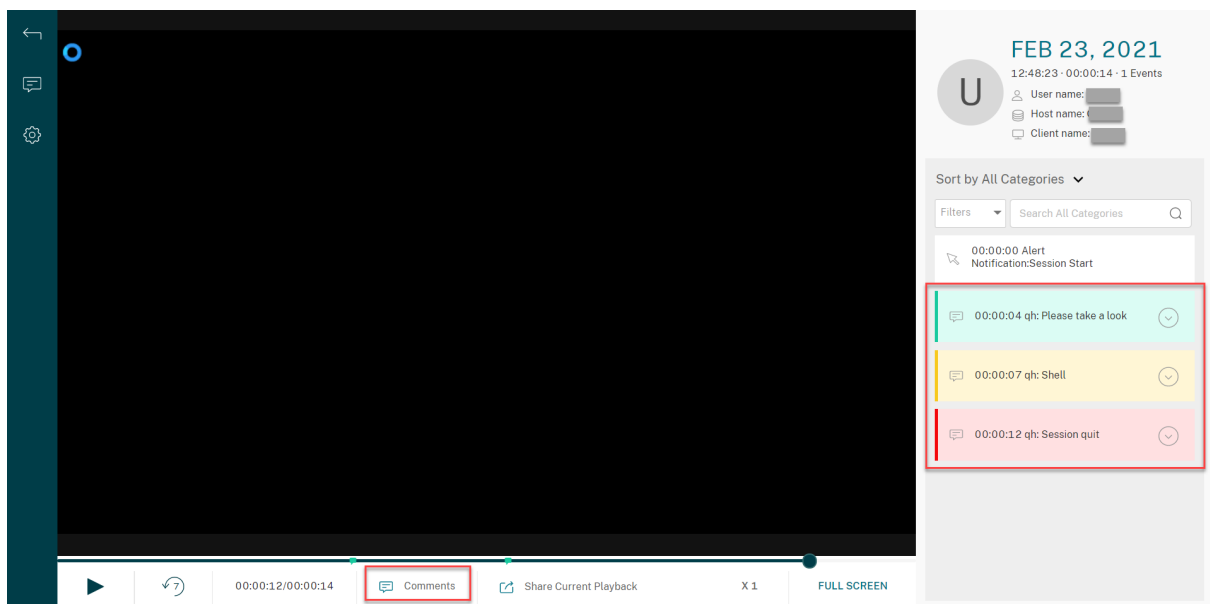 FEB 23, 2021
12:48:23 · 00:00:14 · 1 Events
U
User name:
Host name:
Client name:
Sort by All Categories
Filters
Search All Categories
00:00:00 Alert
Notification:Session Start
00:00:04 qh: Please take a look
00:00:07 qh: Shell
00:00:12 qh: Session quit
7
00:00:12/00:00:14
Comments
Share Current Playback
X 1
FULL SCREEN